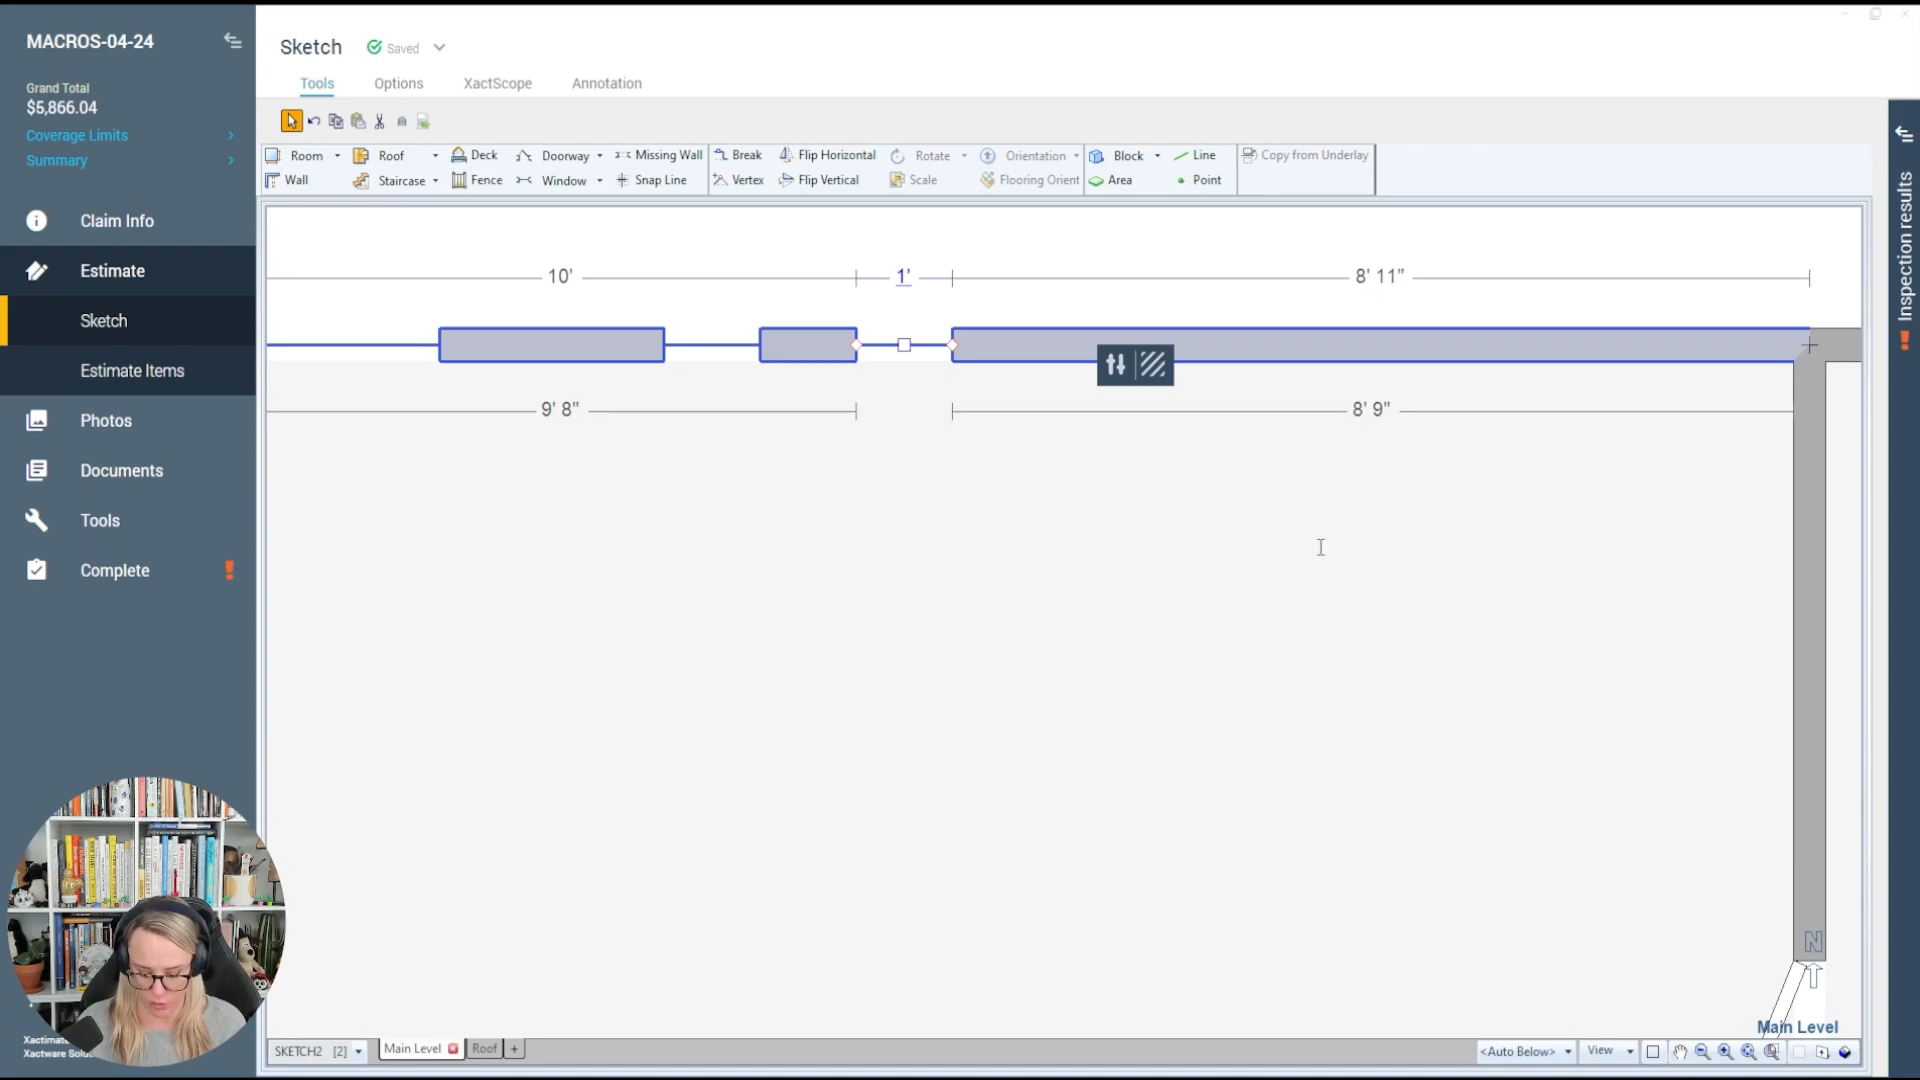 MACROS-04-24
Grand Total
$5,866.04
Coverage Limits
Summary
Claim Info
Estimate
Sketch
Estimate Items
Photos
Documents
Tools
Complete
Sketch
Saved
Tools
Options
XactScope
Annotation
Room
Roof
Deck
Doorway
Missing Wall
Break
Flip Horizontal
Rotate
Orientation
Block
Line
Copy from Underlay
Wall
Staircase
Fence
Window
Snap Line
Vertex
Flip Vertical
Scale
Flooring Orient
Area
Point
10'
1'
8' 11"
9' 8"
8' 9"
N
Main Level
SKETCH2 [2]
Main Level
Roof
+
<Auto Below>
View
Inspection results